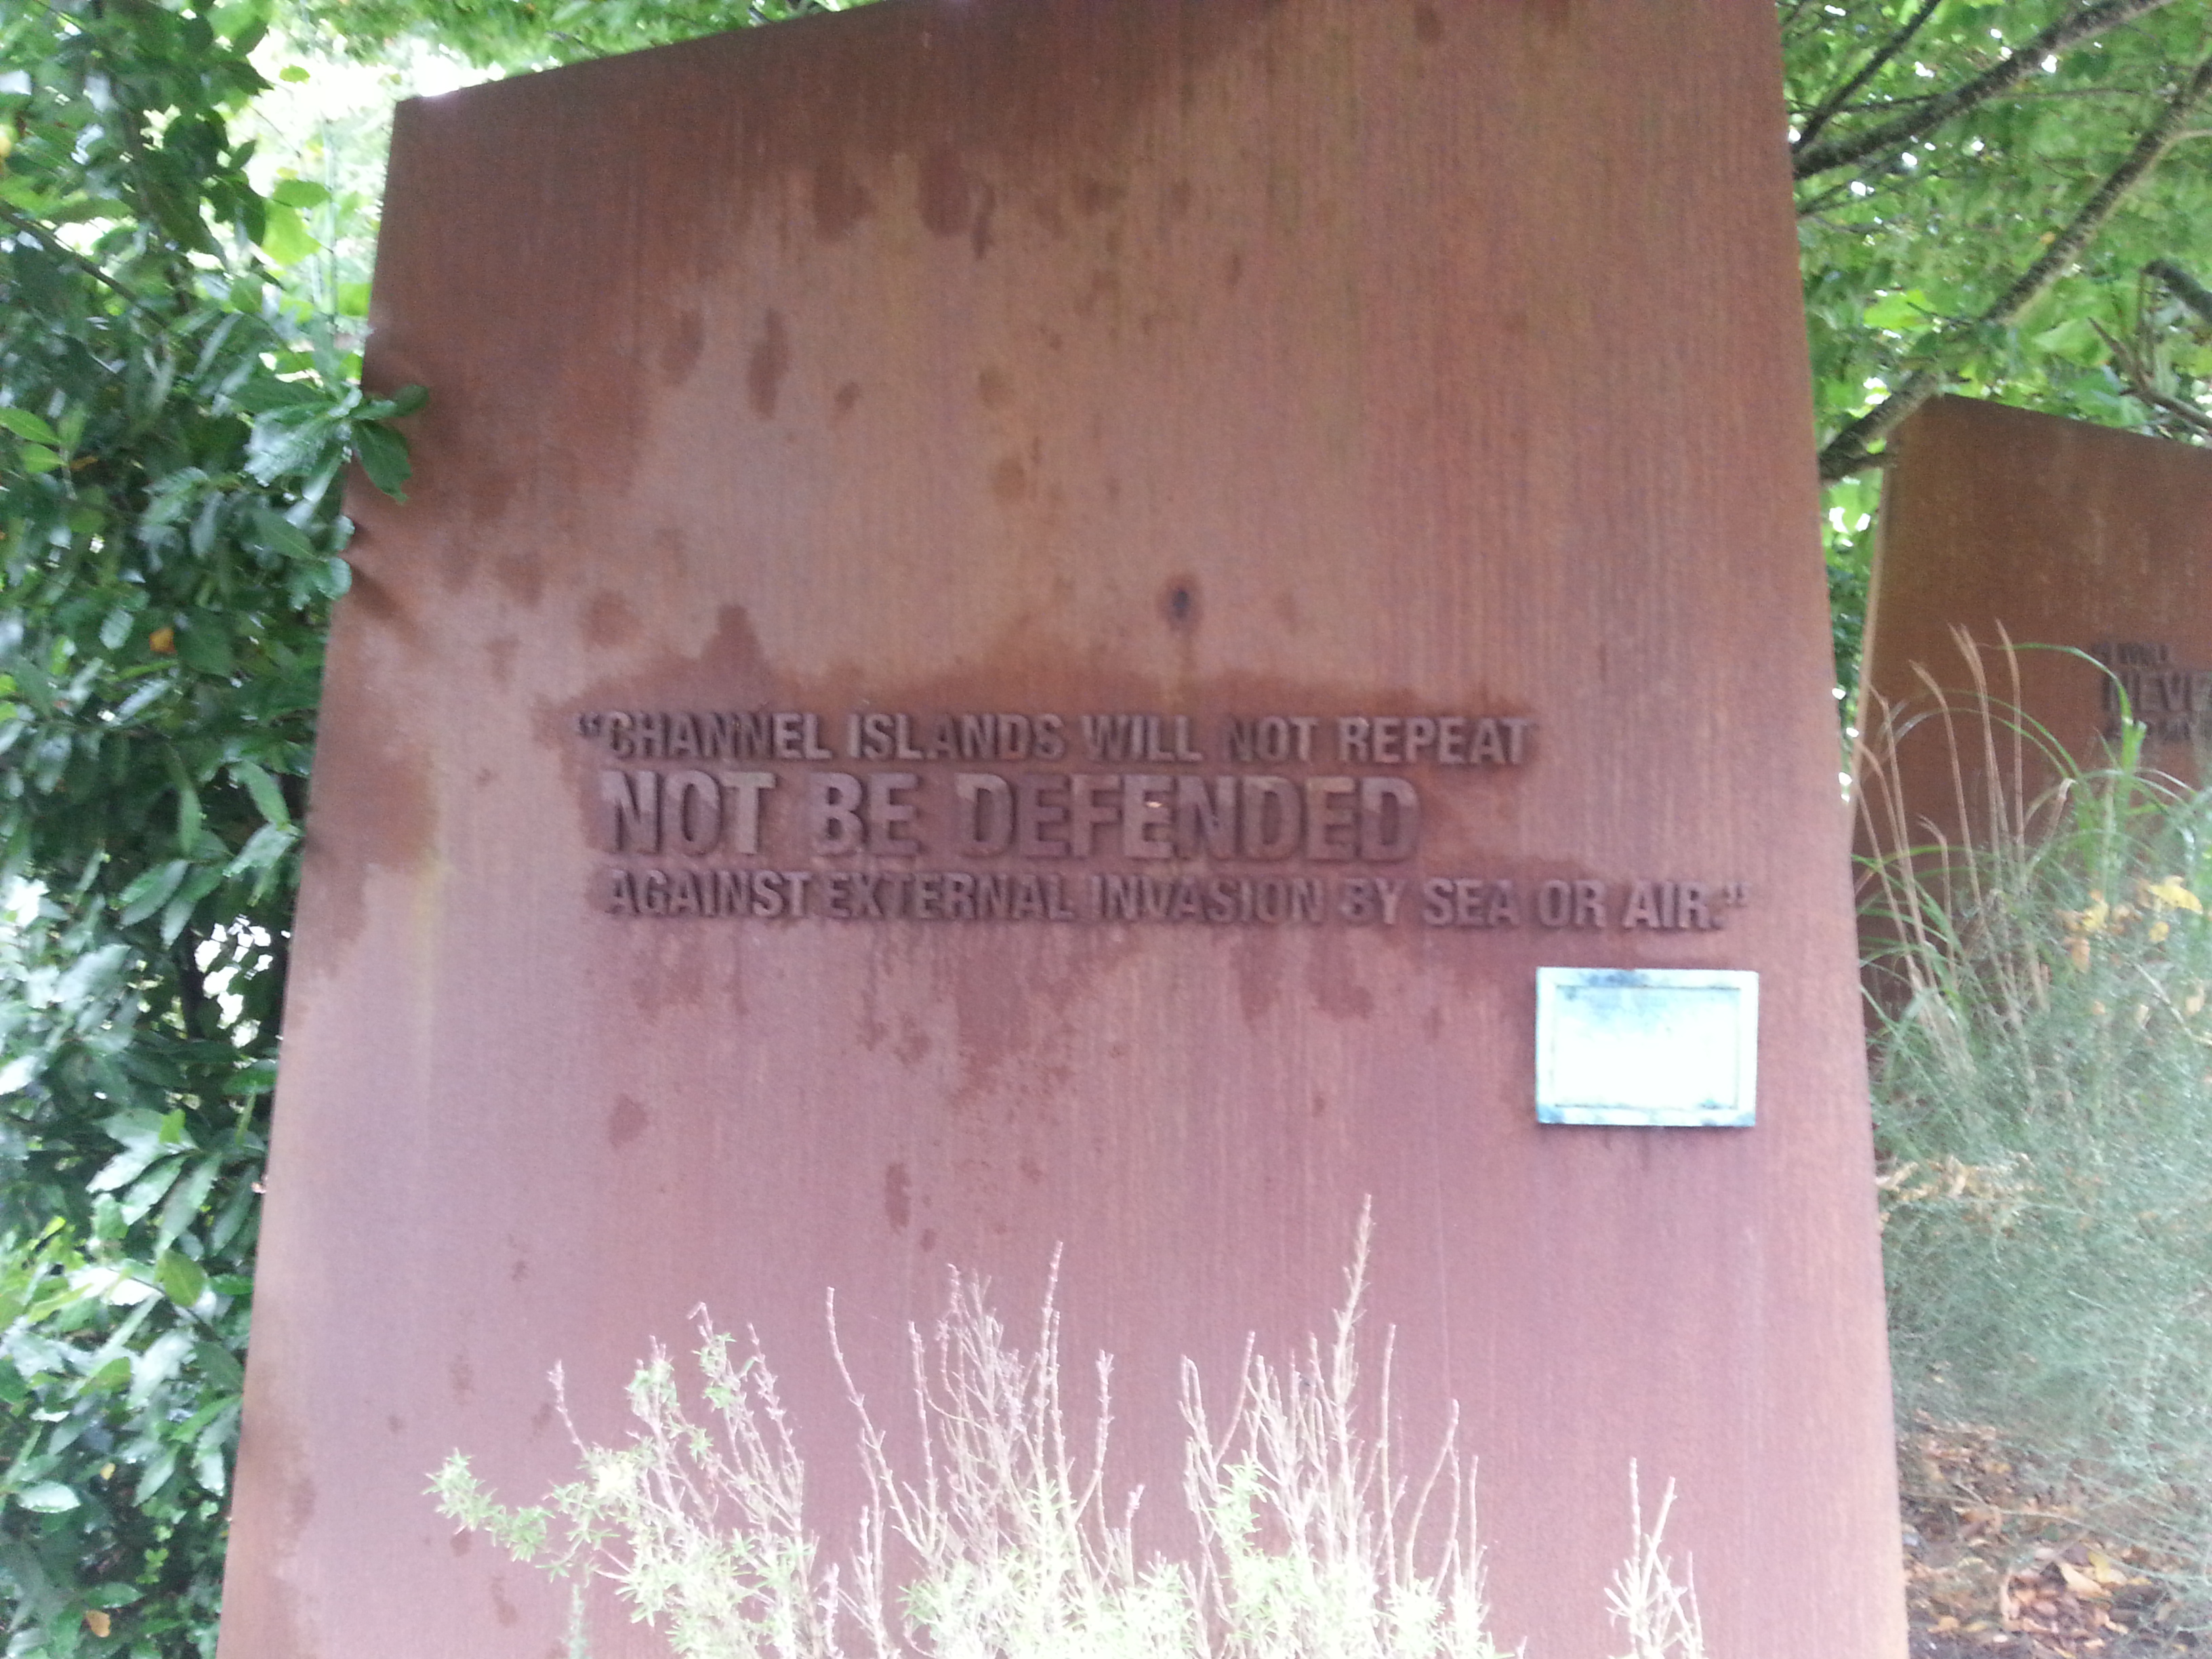 “CHANNEL ISLANDS WILL NOT REPEAT
NOT BE DEFENDED
AGAINST EXTERNAL INVASION BY SEA OR AIR.”